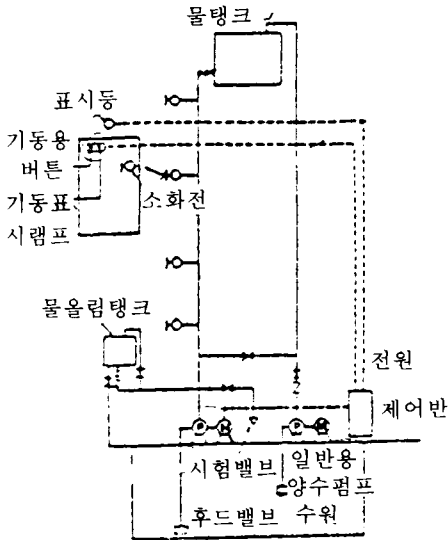 물탱크
표시등
기동용
버튼
기동표
시램프
소화전
물올림탱크
전원
제어반
시험밸브
일반용
양수펌프
후드밸브
수원
P
M
P
M